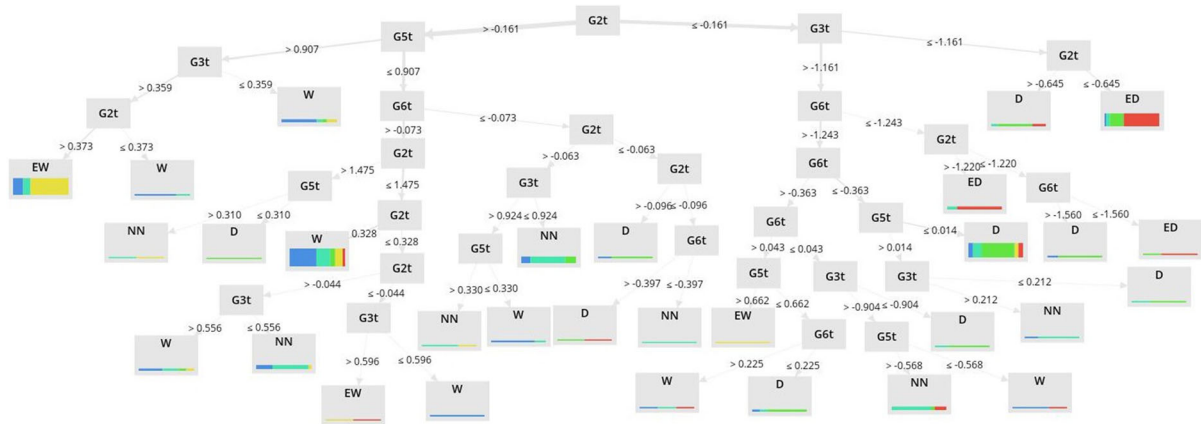 G2t
> -0.161 ≤ -0.161
G5t G3t
> 0.907 ≤ 0.907 > -1.161 ≤ -1.161
G3t G6t G6t G2t
> 0.359 ≤ 0.359 > -0.073 ≤ -0.073 ≤ -1.243 > -1.243 > -0.645 ≤ -0.645
G2t W G2t G2t G6t G2t D ED
> 0.373 ≤ 0.373 > 1.475 ≤ 1.475 > -0.063 ≤ -0.063 > -0.363 ≤ -0.363 > -1.220 ≤ -1.220
EW W G5t G2t G3t G2t G6t G5t ED G6t
> 0.310 ≤ 0.310 0.328 ≤ 0.328 > 0.924 ≤ 0.924 > -0.096 ≤ -0.096 > 0.043 ≤ 0.043 > 0.014 ≤ 0.014 > -1.560 ≤ -1.560
NN D W G2t G5t NN D G6t G5t G3t G3t D D ED
> -0.044 ≤ -0.044 > 0.330 ≤ 0.330 > -0.397 ≤ -0.397 > 0.662 ≤ 0.662 > -0.904 ≤ -0.904 > 0.212 ≤ 0.212
G3t G3t NN W D NN EW G6t G5t D NN D
> 0.556 ≤ 0.556 > 0.596 ≤ 0.596 > 0.225 ≤ 0.225 > -0.568 ≤ -0.568
W NN EW W W D NN W